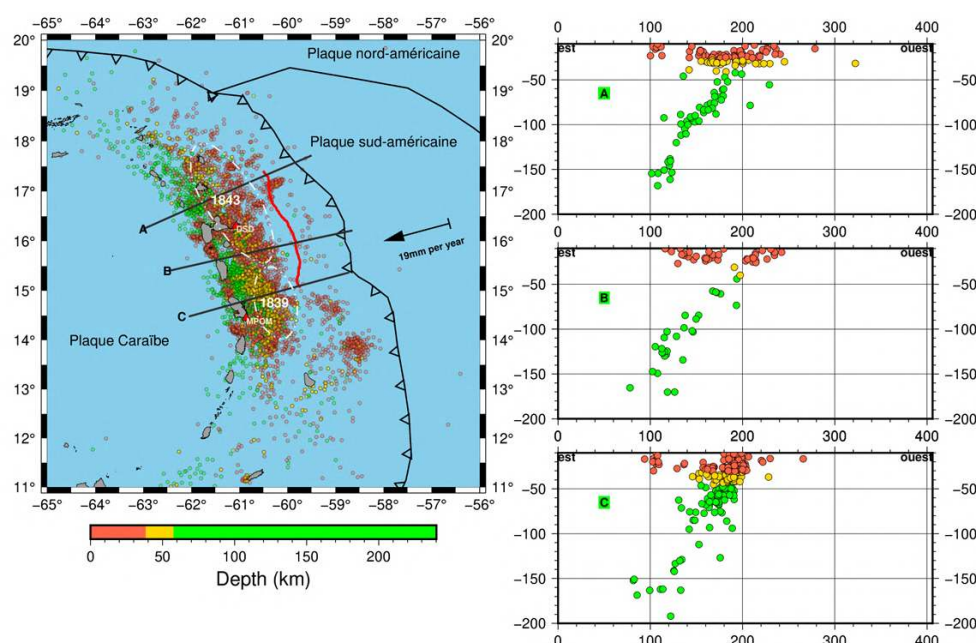 −64° −63° −62° −61° −60° −59° −58° −57° −56°
20° 20°
Plaque nord-américaine
19° 19°
Plaque sud-américaine
18° 18°
17° 17°
1843
A
DSD
16° 16°
B
19mm per year
15° 15°
1839
C
MPOM
14° 14°
Plaque Caraïbe
13° 13°
12° 12°
11° 11°
−65° −64° −63° −62° −61° −60° −59° −58° −57° −56°
0 50 100 150 200
Depth (km)
0 100 200 300 400
est ouest
−50 −50
A
−100 −100
−150 −150
−200 −200
0 100 200 300 400
est ouest
−50 −50
B
−100 −100
−150 −150
−200 −200
0 100 200 300 400
est ouest
−50 −50
C
−100 −100
−150 −150
−200 −200
0 100 200 300 400